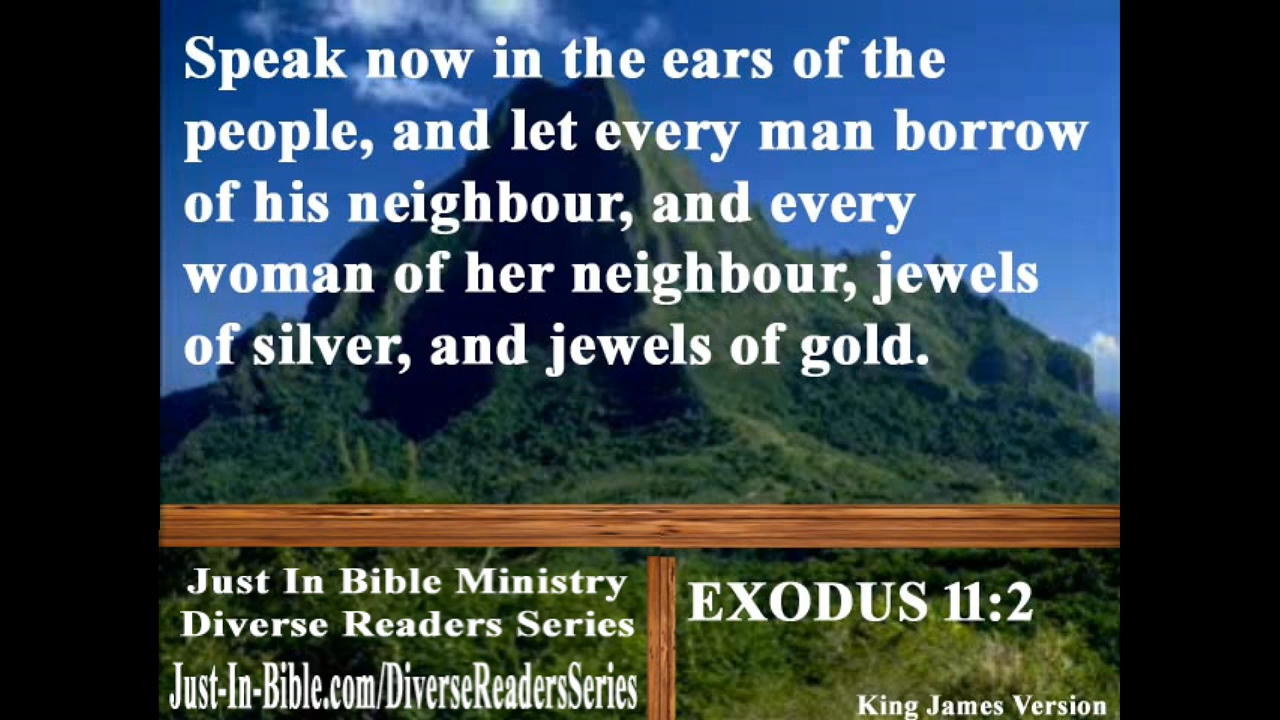 Speak now in the ears of the
people, and let every man borrow
of his neighbour, and every
woman of her neighbour, jewels
of silver, and jewels of gold.
Just In Bible Ministry
Diverse Readers Series
Just-In-Bible.com/DiverseReadersSeries
EXODUS 11:2
King James Version